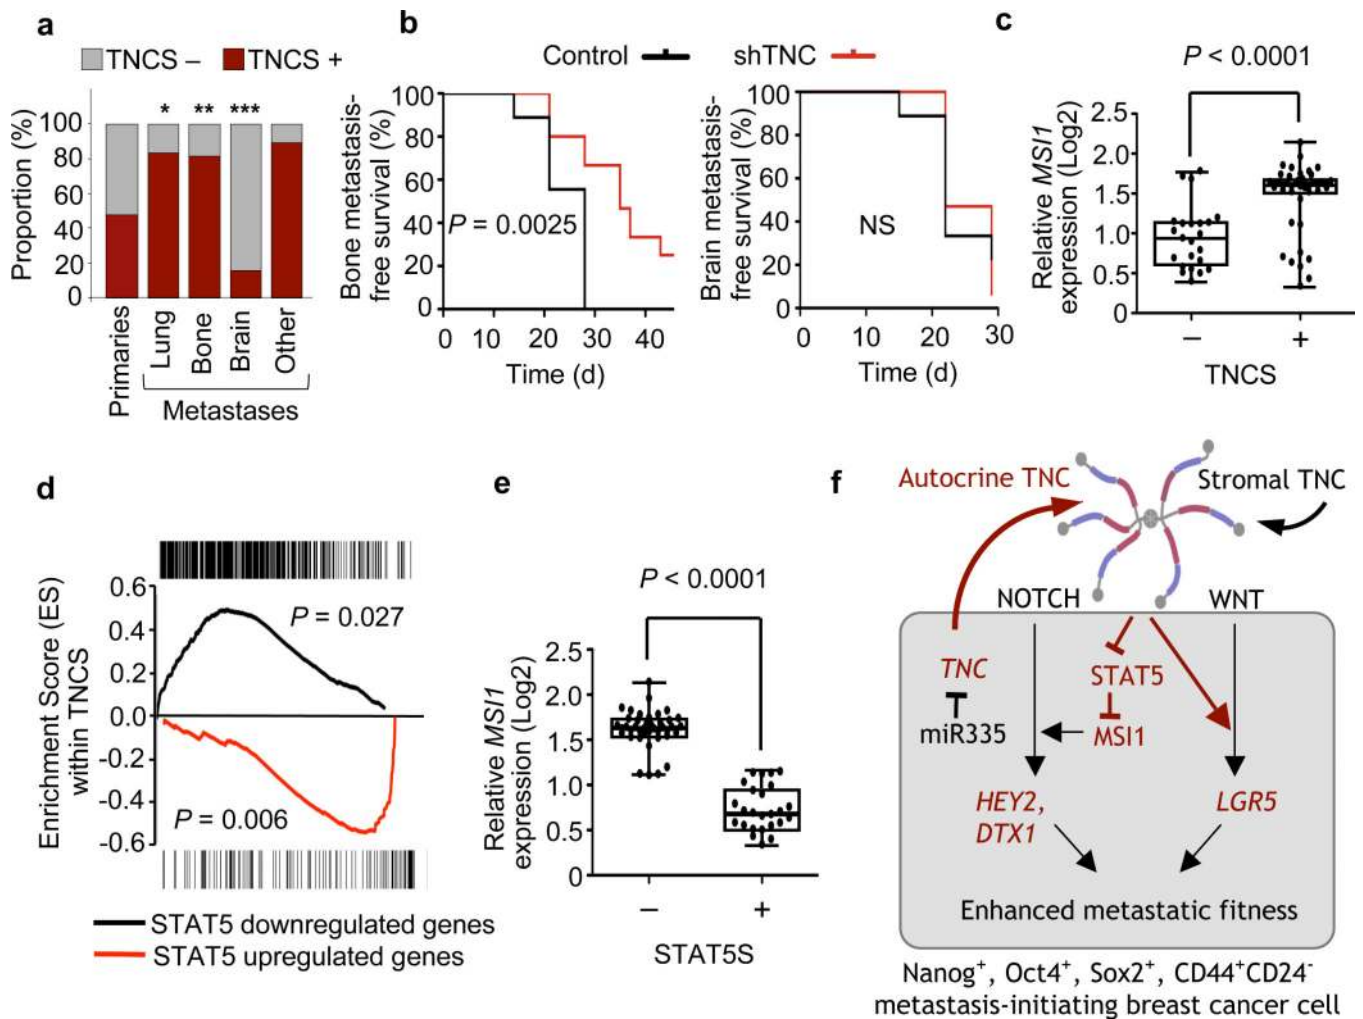 a
TNCS –
TNCS +
Proportion (%)
100
80
60
40
20
0
*
**
***
Primaries
Lung
Bone
Brain
Other
Metastases
b
Control
shTNC
Bone metastasis-
free survival (%)
100
80
60
40
20
0
P = 0.0025
0
10
20
30
40
Time (d)
Brain metastasis-
free survival (%)
100
80
60
40
20
0
NS
0
10
20
30
Time (d)
c
P < 0.0001
Relative MSI1
expression (Log2)
2.5
2.0
1.5
1.0
0.5
0
–
+
TNCS
d
Enrichment Score (ES)
within TNCS
0.6
0.4
0.2
0.0
-0.2
-0.4
-0.6
P = 0.027
P = 0.006
STAT5 downregulated genes
STAT5 upregulated genes
e
P < 0.0001
Relative MSI1
expression (Log2)
2.5
2.0
1.5
1.0
0.5
0
–
+
STAT5S
f
Autocrine TNC
Stromal TNC
NOTCH
WNT
TNC
STAT5
miR335
MSI1
HEY2,
DTX1
LGR5
Enhanced metastatic fitness
Nanog⁺, Oct4⁺, Sox2⁺, CD44⁺CD24⁻
metastasis-initiating breast cancer cell